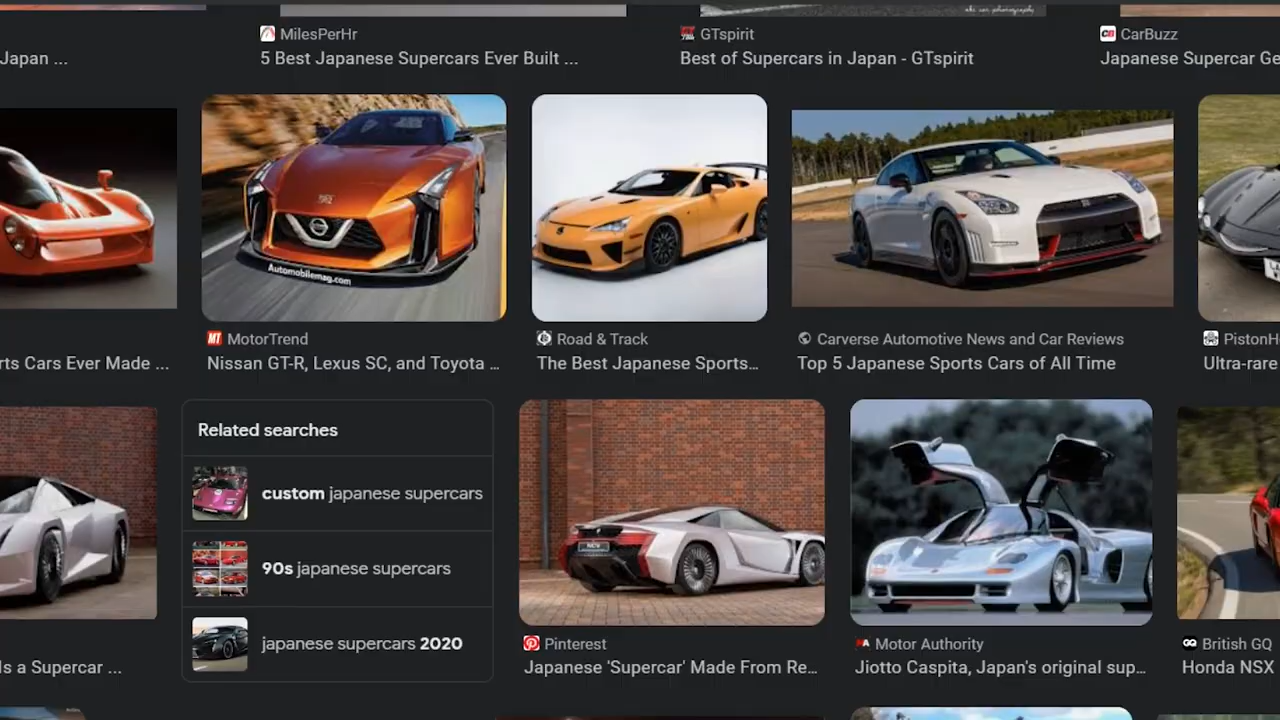 MilesPerHr
GTspirit
CarBuzz
Japan ...
5 Best Japanese Supercars Ever Built ...
Best of Supercars in Japan - GTspirit
Japanese Supercar Ge
Automobilemag.com
MotorTrend
Road & Track
Carverse Automotive News and Car Reviews
PistonH
rts Cars Ever Made ...
Nissan GT-R, Lexus SC, and Toyota ...
The Best Japanese Sports...
Top 5 Japanese Sports Cars of All Time
Ultra-rare
Related searches
custom japanese supercars
90s japanese supercars
japanese supercars 2020
Pinterest
Motor Authority
GQ British GQ
Is a Supercar ...
Japanese 'Supercar' Made From Re...
Jiotto Caspita, Japan's original sup...
Honda NSX